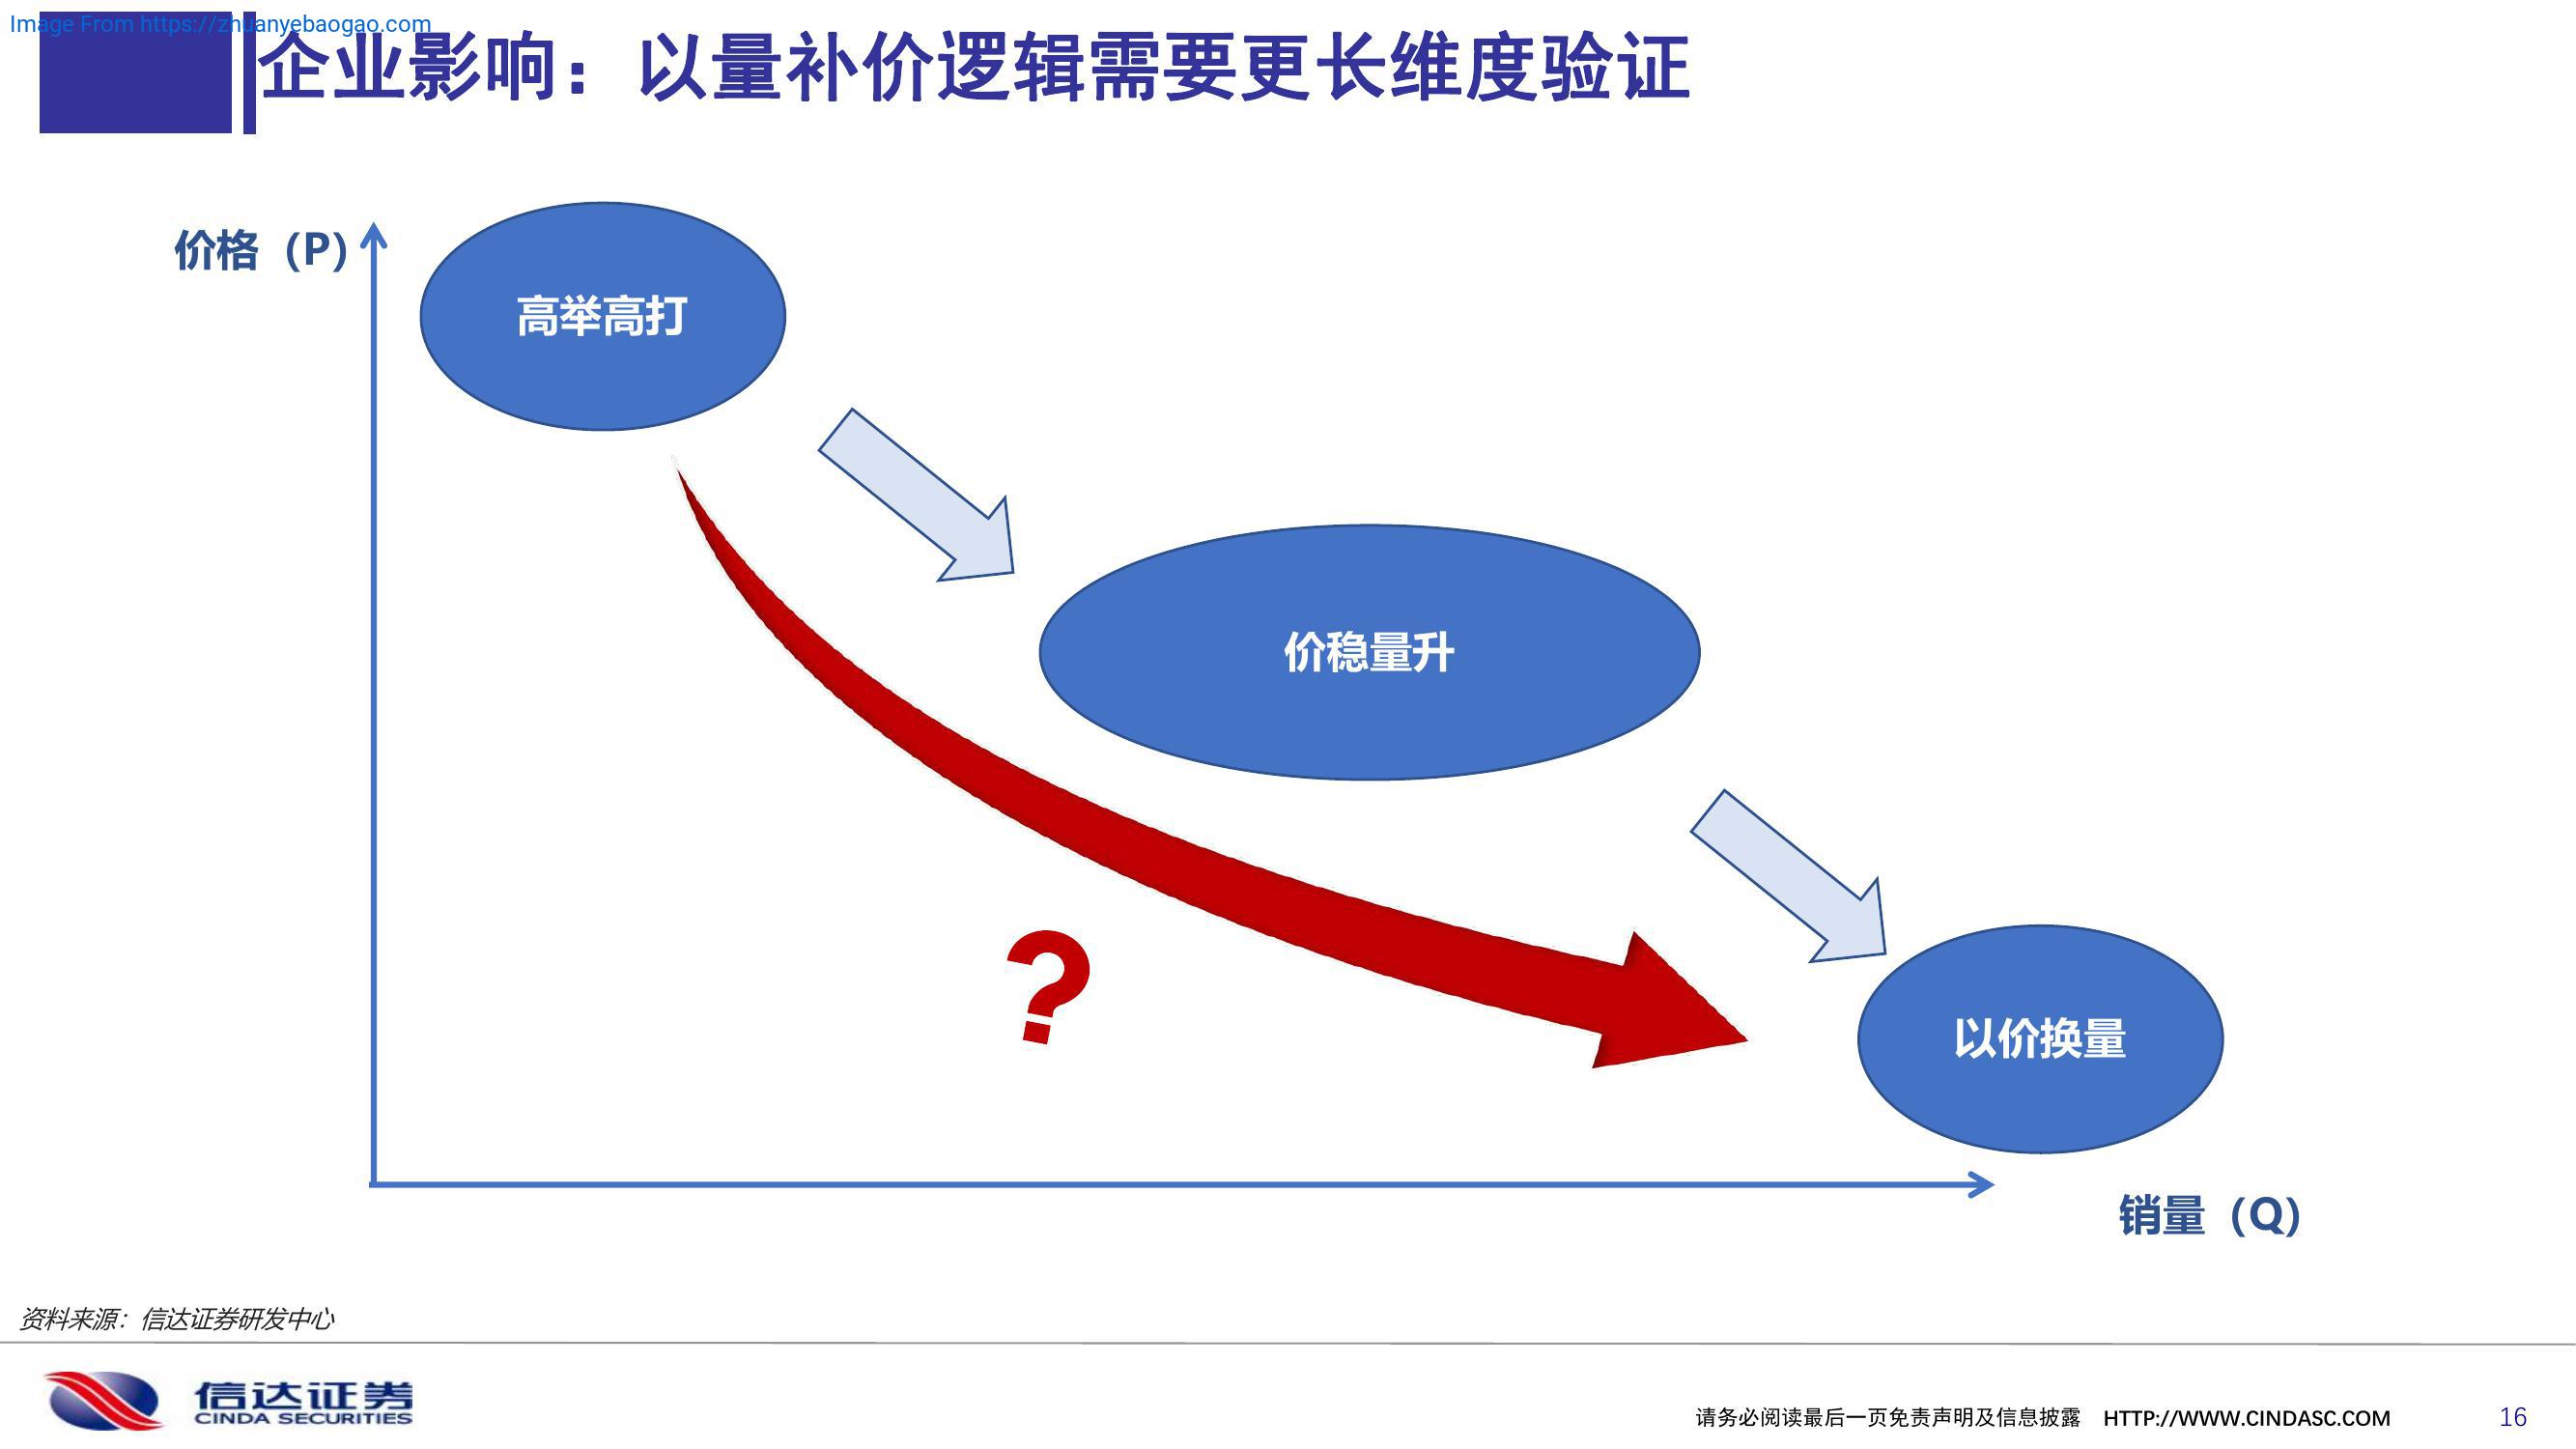 Image From https://zhuanyebaogao.com
企业影响：以量补价逻辑需要更长维度验证
价格（P）
高举高打
价稳量升
?
以价换量
销量（Q）
资料来源：信达证券研发中心
信达证券
CINDA SECURITIES
请务必阅读最后一页免责声明及信息披露 HTTP://WWW.CINDASC.COM 16